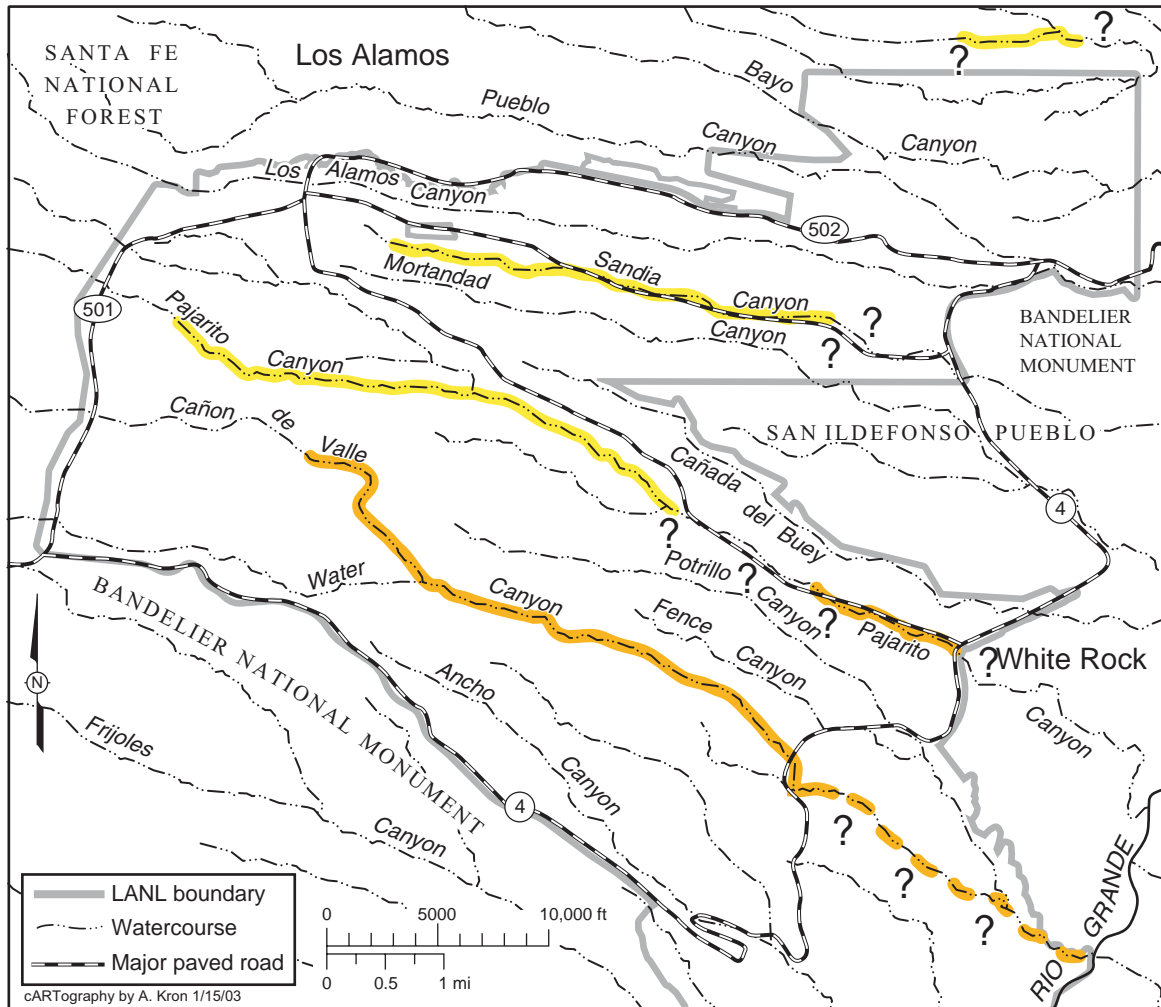 SANTA FE
NATIONAL
FOREST
Los Alamos
?
?
Bayo
Pueblo
Canyon
Canyon
Los Alamos
Canyon
502
Sandia
Mortandad
Canyon
Canyon
?
?
501
Pajarito
Canyon
BANDELIER
NATIONAL
MONUMENT
Cañon
de
Valle
SAN ILDEFONSO PUEBLO
Cañada
del Buey
4
?
Potrillo
?
Canyon
Water
Canyon
Fence
Canyon
?
Pajarito
?
White Rock
BANDELIER NATIONAL MONUMENT
Ancho
Canyon
Canyon
N
Frijoles
Canyon
4
?
?
?
RIO GRANDE
LANL boundary
Watercourse
Major paved road
0 5000 10,000 ft
0 0.5 1 mi
cARTography by A. Kron 1/15/03